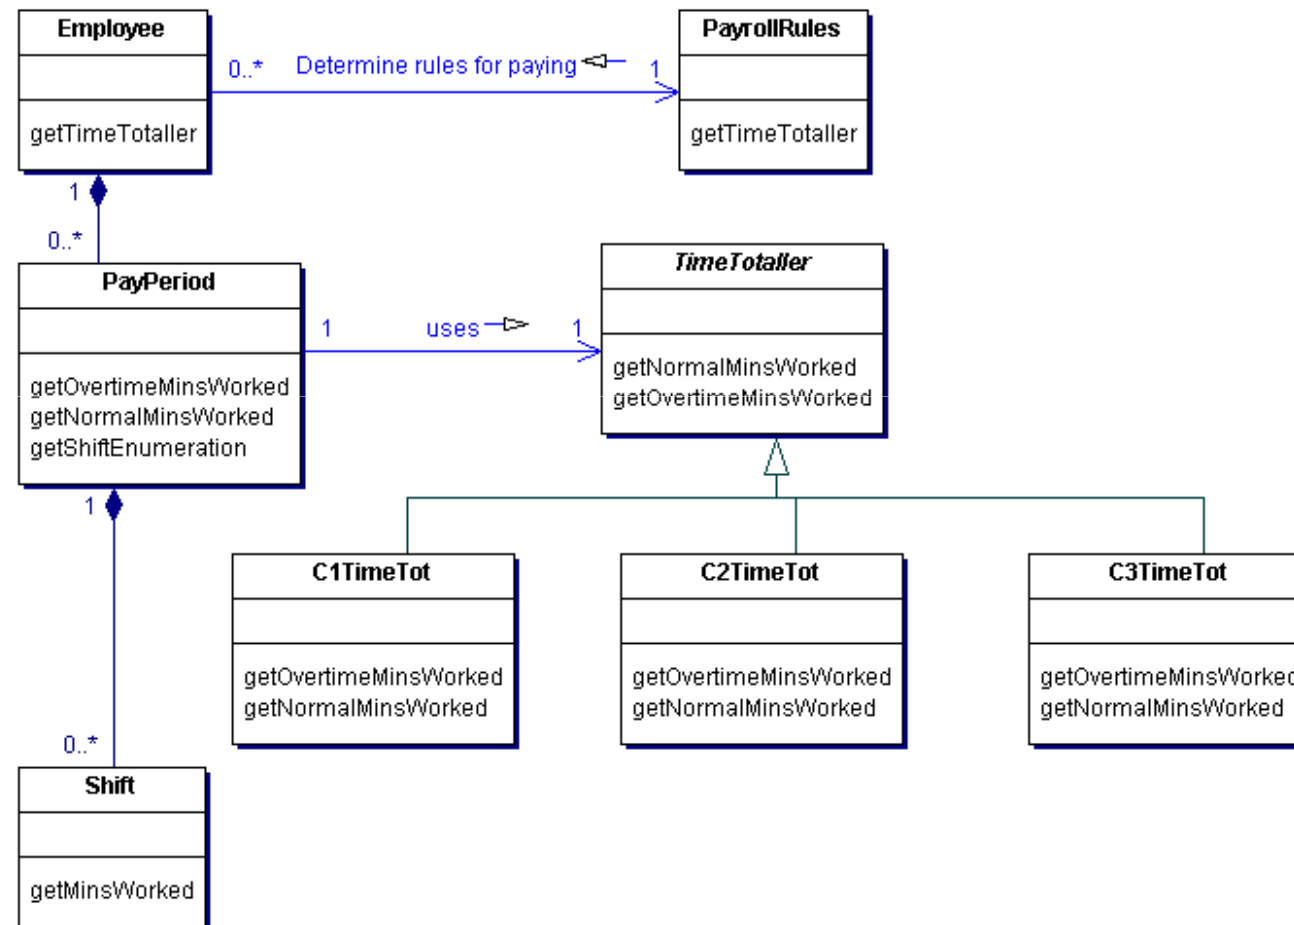 Employee
getTimeTotaller
0..*
Determine rules for paying
1
PayrollRules
getTimeTotaller
1
0..*
PayPeriod
getOvertimeMinsWorked
getNormalMinsWorked
getShiftEnumeration
1
uses
1
TimeTotaller
getNormalMinsWorked
getOvertimeMinsWorked
C1TimeTot
getOvertimeMinsWorked
getNormalMinsWorked
C2TimeTot
getOvertimeMinsWorked
getNormalMinsWorked
C3TimeTot
getOvertimeMinsWorked
getNormalMinsWorked
1
0..*
Shift
getMinsWorked